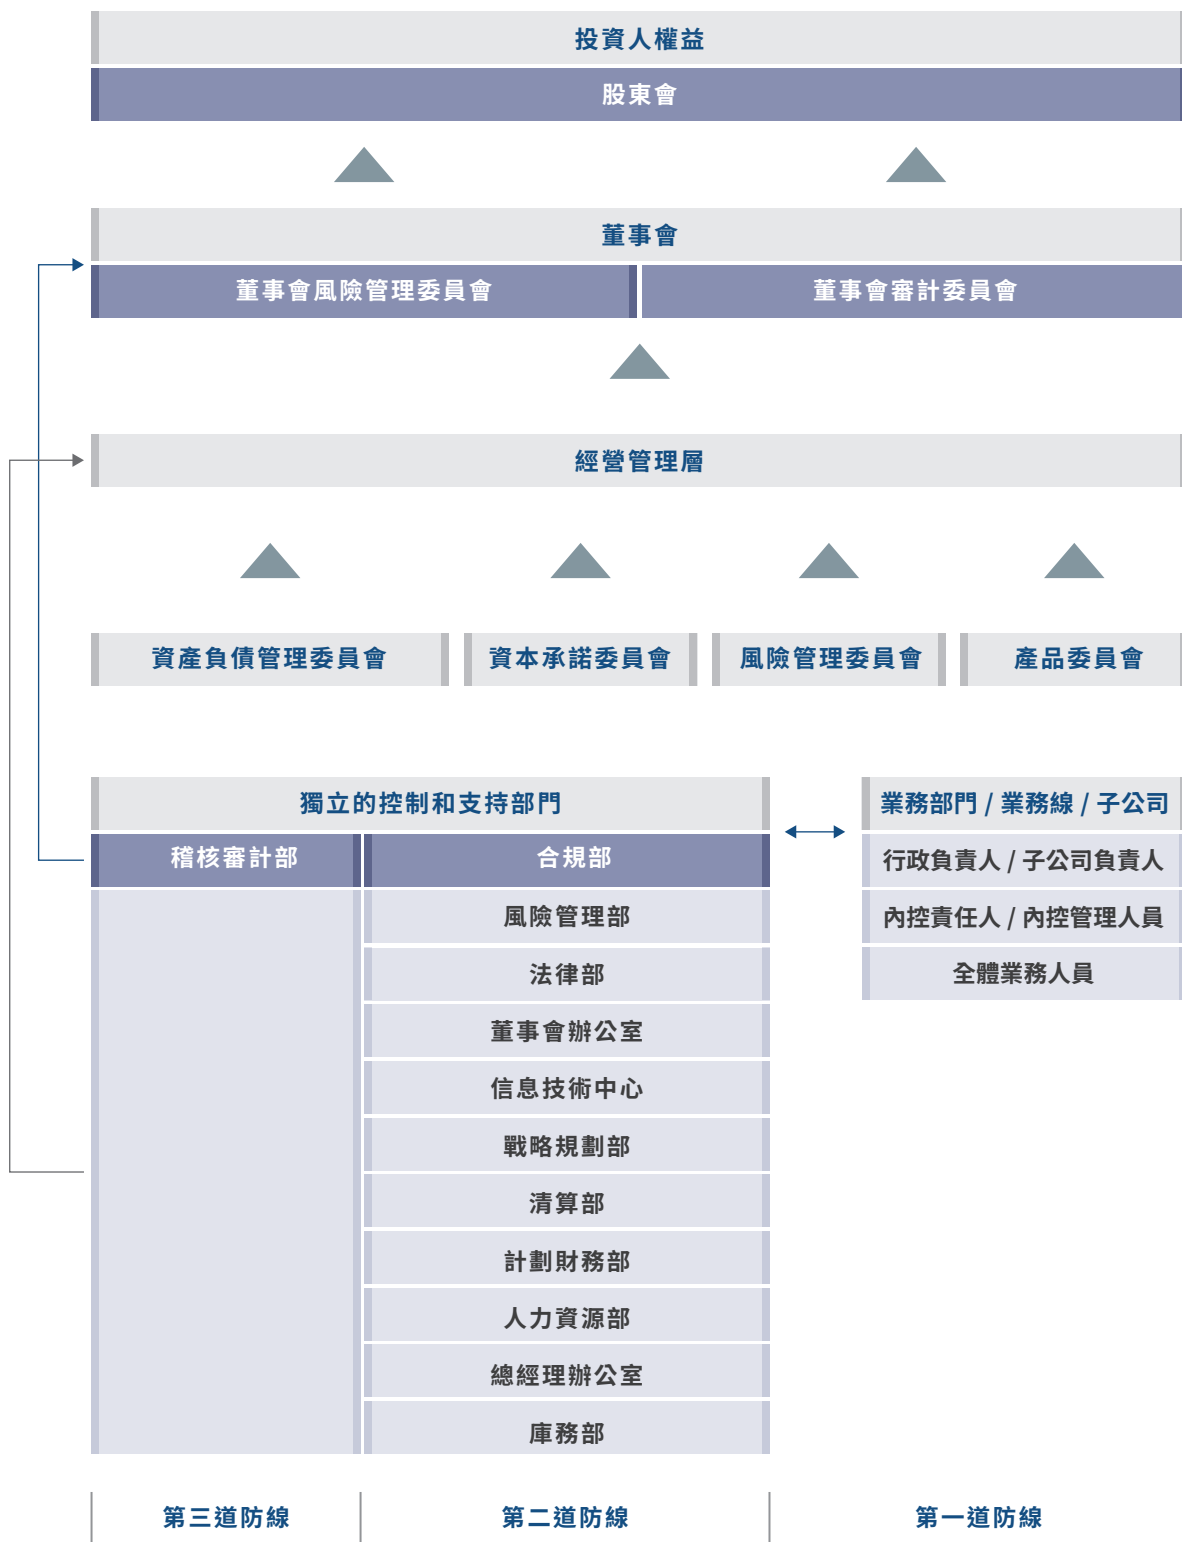 投資人權益
股東會
董事會
董事會風險管理委員會
董事會審計委員會
經營管理層
資產負債管理委員會
資本承諾委員會
風險管理委員會
產品委員會
獨立的控制和支持部門
稽核審計部
合規部
風險管理部
法律部
董事會辦公室
信息技術中心
戰略規劃部
清算部
計劃財務部
人力資源部
總經理辦公室
庫務部
業務部門 / 業務線 / 子公司
行政負責人 / 子公司負責人
內控責任人 / 內控管理人員
全體業務人員
第三道防線
第二道防線
第一道防線